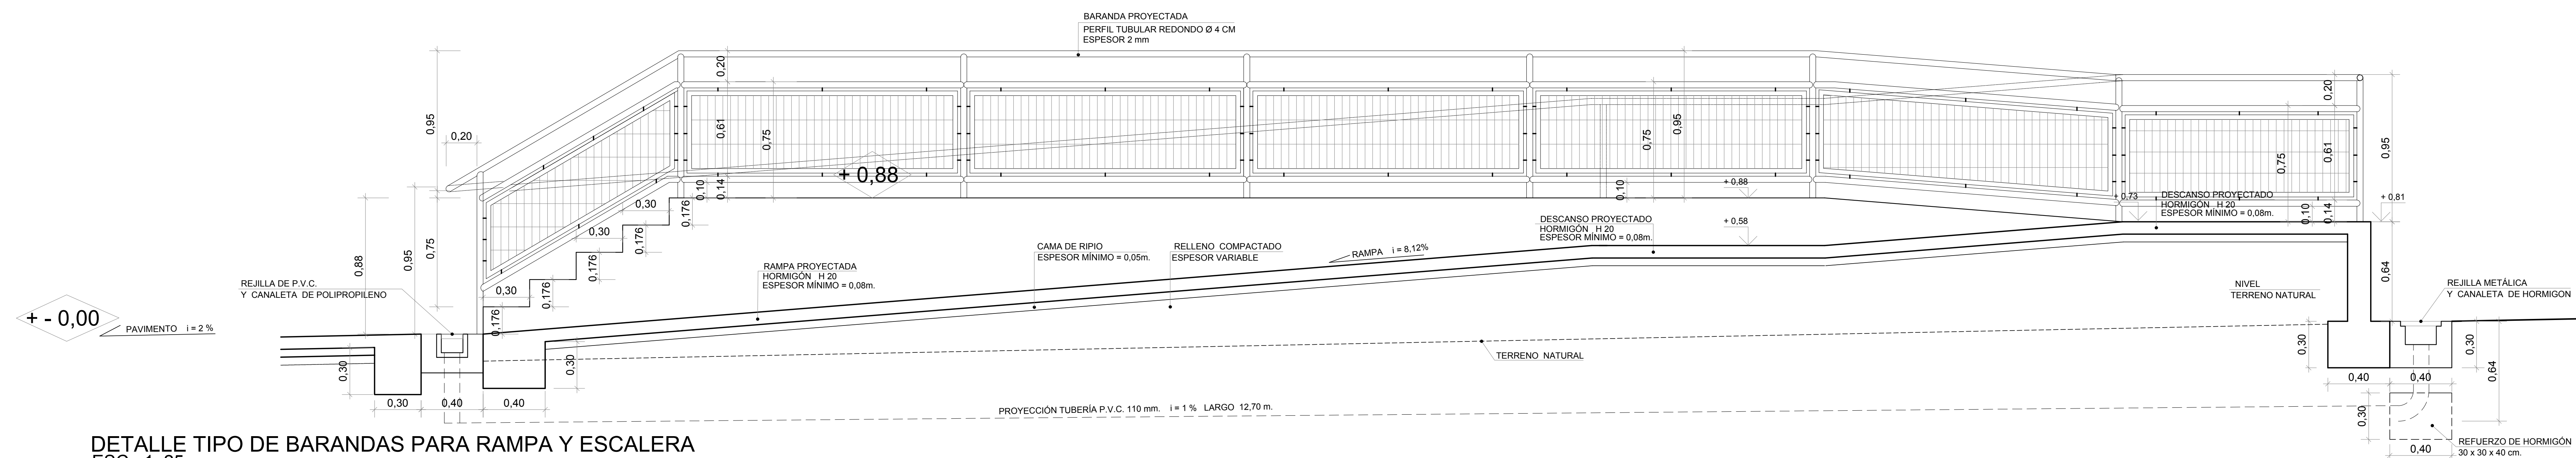 BARANDA PROYECTADA
PERFIL TUBULAR REDONDO Ø 4 CM
ESPESOR 2 mm
0,20
0,95
0,20
0,61
0,75
0,95
0,75
0,20
0,61
0,75
0,95
+ 0,88
0,10
0,14
0,10
+ 0,88
0,30
0,176
0,30
0,176
0,176
0,30
0,176
0,176
0,75
0,95
0,88
DESCANSO PROYECTADO
HORMIGÓN H 20
ESPESOR MÍNIMO = 0,08m.
+ 0,73
+ 0,81
0,10
0,14
0,64
DESCANSO PROYECTADO
HORMIGÓN H 20
ESPESOR MÍNIMO = 0,08m.
+ 0,58
RAMPA i = 8,12%
CAMA DE RIPIO
ESPESOR MÍNIMO = 0,05m.
RELLENO COMPACTADO
ESPESOR VARIABLE
RAMPA PROYECTADA
HORMIGÓN H 20
ESPESOR MÍNIMO = 0,08m.
REJILLA DE P.V.C.
Y CANALETA DE POLIPROPILENO
NIVEL
TERRENO NATURAL
REJILLA METÁLICA
Y CANALETA DE HORMIGON
+ - 0,00
PAVIMENTO i = 2 %
TERRENO NATURAL
0,30
0,30
0,30
0,30
0,64
0,30
0,40
0,40
0,40
0,40
PROYECCIÓN TUBERÍA P.V.C. 110 mm. i = 1 % LARGO 12,70 m.
0,30
0,40
REFUERZO DE HORMIGÓN
30 x 30 x 40 cm.
DETALLE TIPO DE BARANDAS PARA RAMPA Y ESCALERA